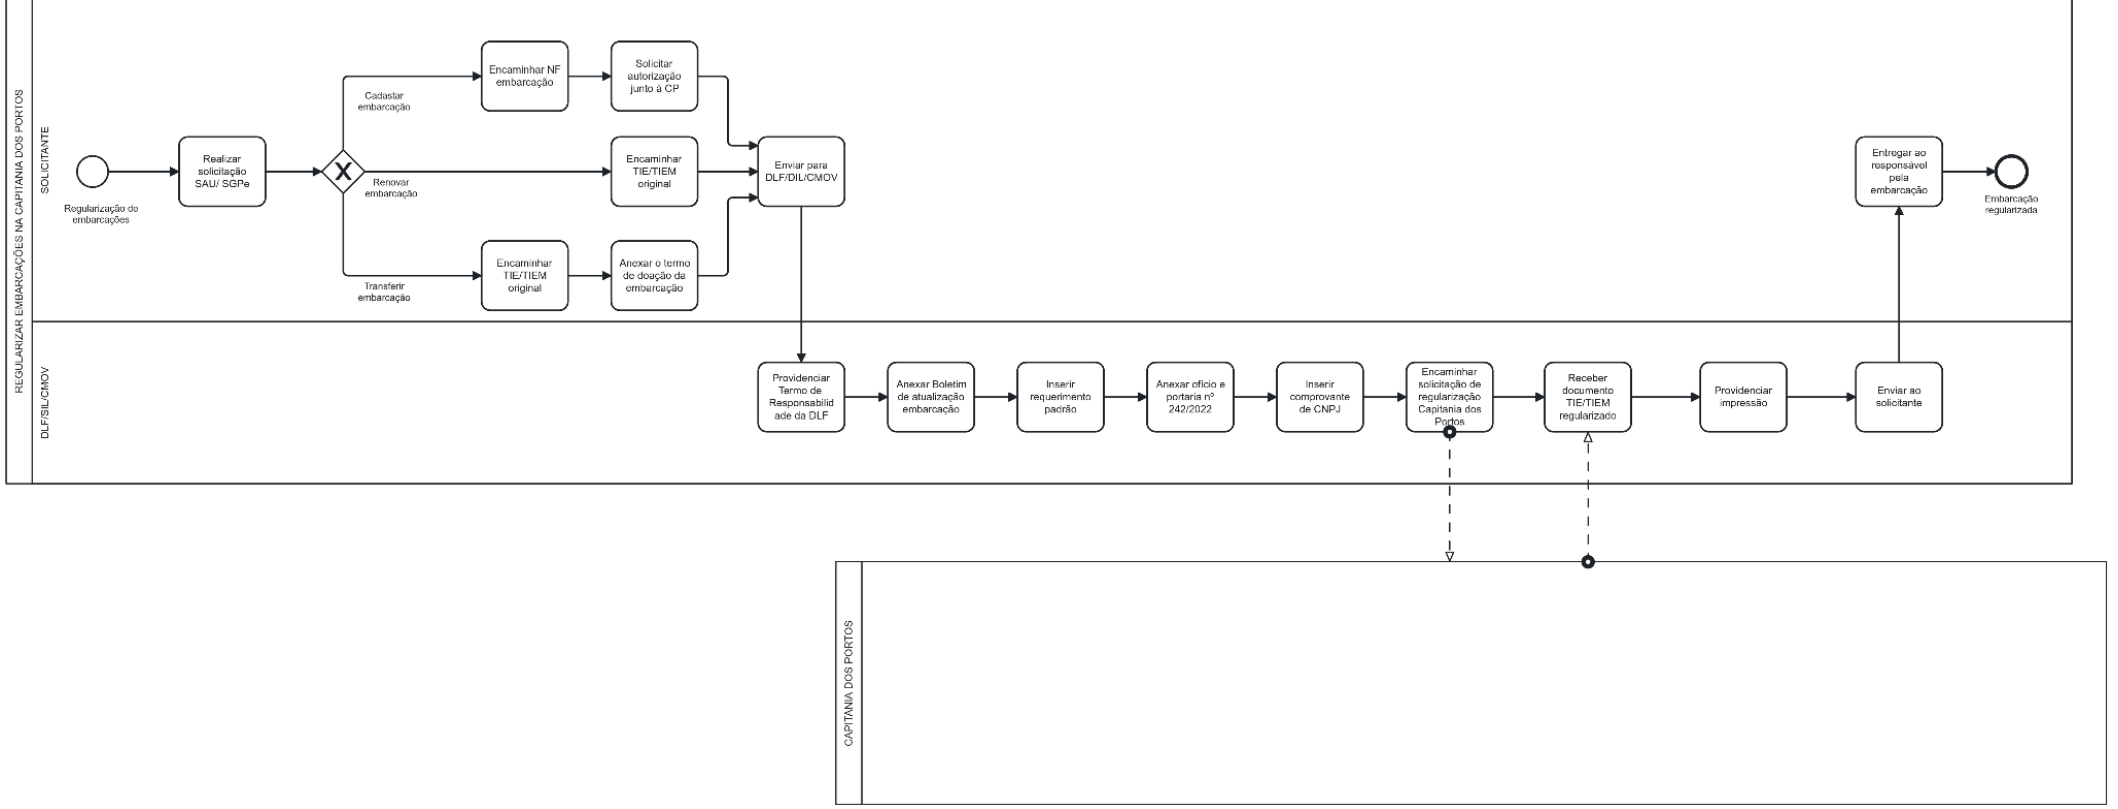 REGULARIZAR EMBARCAÇÕES NA CAPITANIA DOS PORTOS
SOLICITANTE
Regularização de
embarcações
Realizar
solicitação
SAU/ SGPe
Cadastar
embarcação
Renovar
embarcação
Transferir
embarcação
Encaminhar NF
embarcação
Solicitar
autorização
junto à CP
Encaminhar
TIE/TIEM
original
Encaminhar
TIE/TIEM
original
Anexar o termo
de doação da
embarcação
Enviar para
DLF/DIL/CMOV
Entregar ao
responsável
pela
embarcação
Embarcação
regularizada
DLF/SIL/CMOV
Providenciar
Termo de
Responsabilid
ade da DLF
Anexar Boletim
de atualização
embarcação
Inserir
requerimento
padrão
Anexar ofício e
portaria nº
242/2022
Inserir
comprovante
de CNPJ
Encaminhar
solicitação de
regularização
Capitania dos
Portos
Receber
documento
TIE/TIEM
regularizado
Providenciar
impressão
Enviar ao
solicitante
CAPITANIA DOS PORTOS